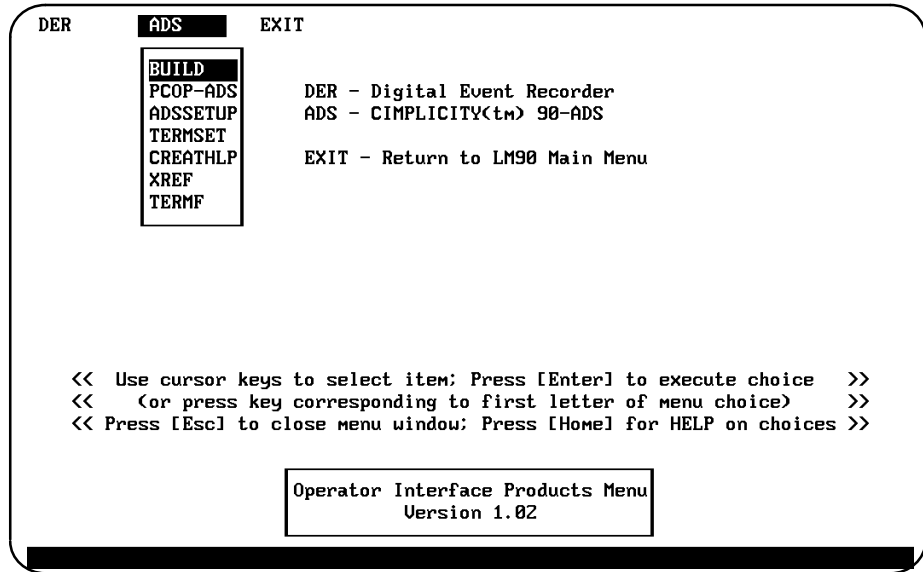 DER ADS EXIT
BUILD
PCOP-ADS DER - Digital Event Recorder
ADSSETUP ADS - CIMPLICITY(tm) 90-ADS
TERMSET
CREATHLP EXIT - Return to LM90 Main Menu
XREF
TERMF
<< Use cursor keys to select item; Press [Enter] to execute choice >>
<< (or press key corresponding to first letter of menu choice) >>
<< Press [Esc] to close menu window; Press [Home] for HELP on choices >>
Operator Interface Products Menu
Version 1.02